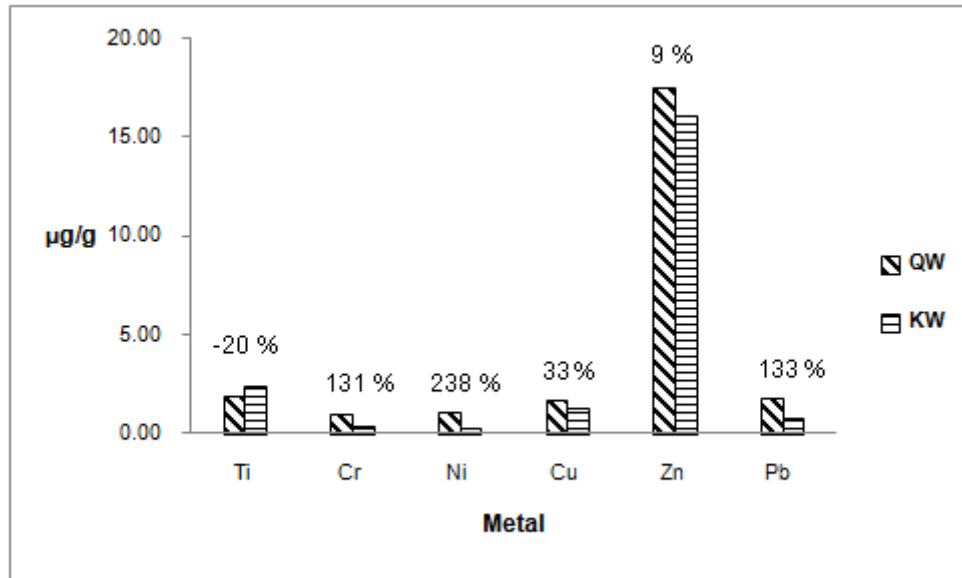 20.00
9 %
15.00
µg/g
10.00
QW
KW
5.00
-20 %
131 %
238 %
33 %
133 %
0.00
Ti
Cr
Ni
Cu
Zn
Pb
Metal